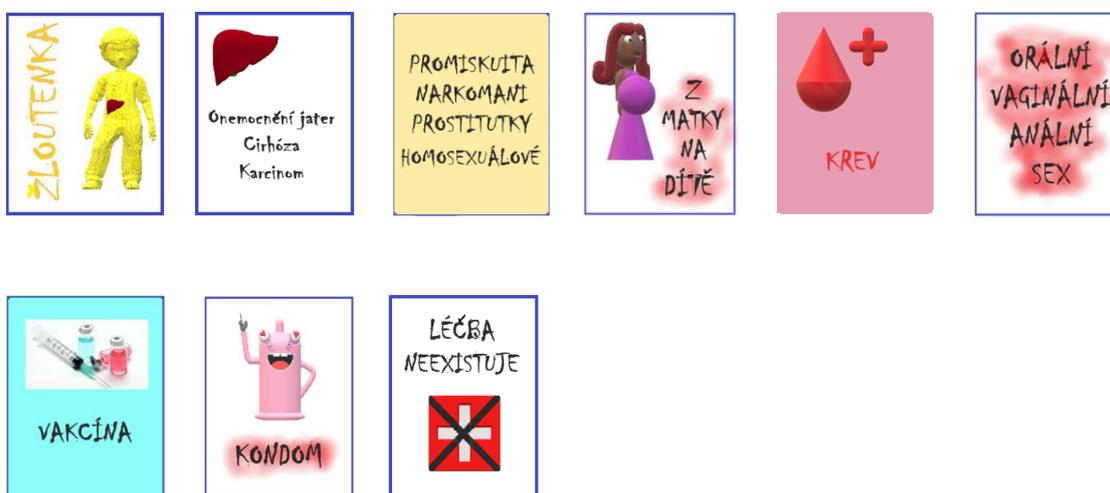 ŽLOUTENKA
Onemocnění jater
Cirhóza
Karcinom
PROMISKUITA
NARKOMANI
PROSTITUTKY
HOMOSEXUÁLOVÉ
Z
MATKY
NA
DÍTĚ
KREV
ORÁLNÍ
VAGINÁLNÍ
ANÁLNÍ
SEX
VAKCÍNA
KONDOM
LÉČBA
NEEXISTUJE